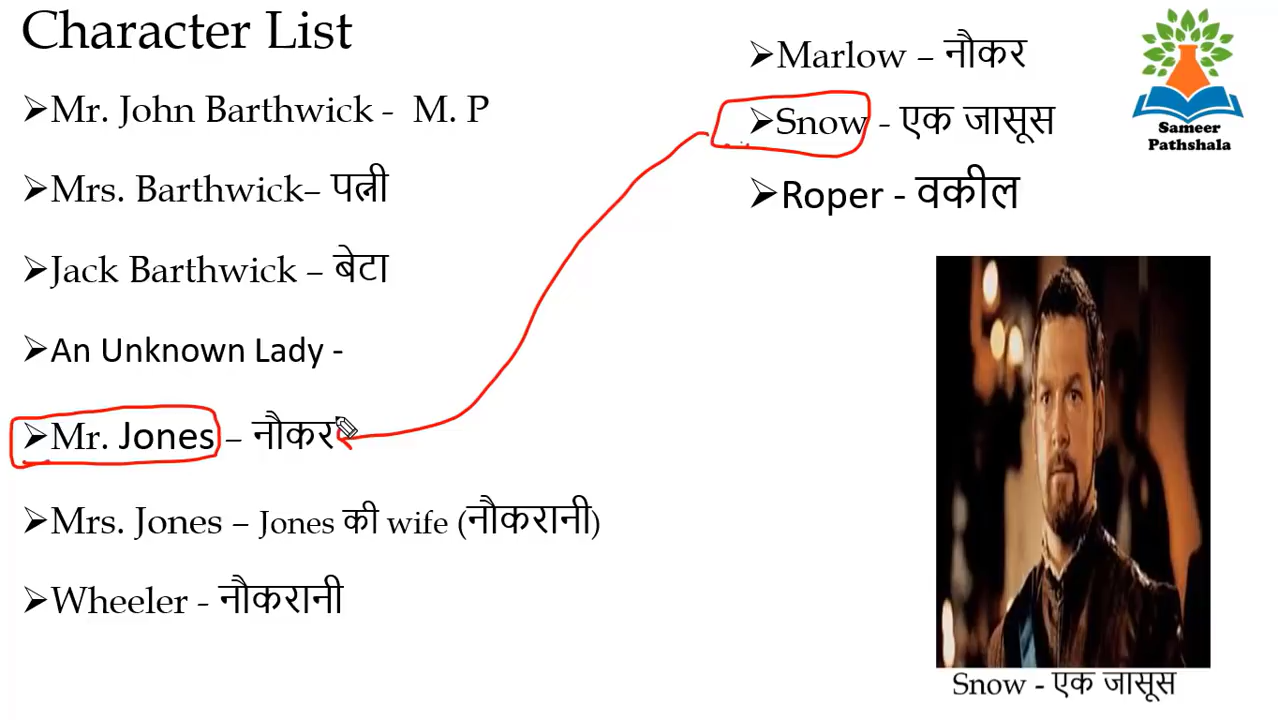 Character List
➢Mr. John Barthwick - M. P
➢Mrs. Barthwick– पत्नी
➢Jack Barthwick – बेटा
➢An Unknown Lady -
➢Mr. Jones – नौकर
➢Mrs. Jones – Jones की wife (नौकरानी)
➢Wheeler - नौकरानी
➢Marlow – नौकर
➢Snow - एक जासूस
➢Roper - वकील
Sameer
Pathshala
Snow - एक जासूस